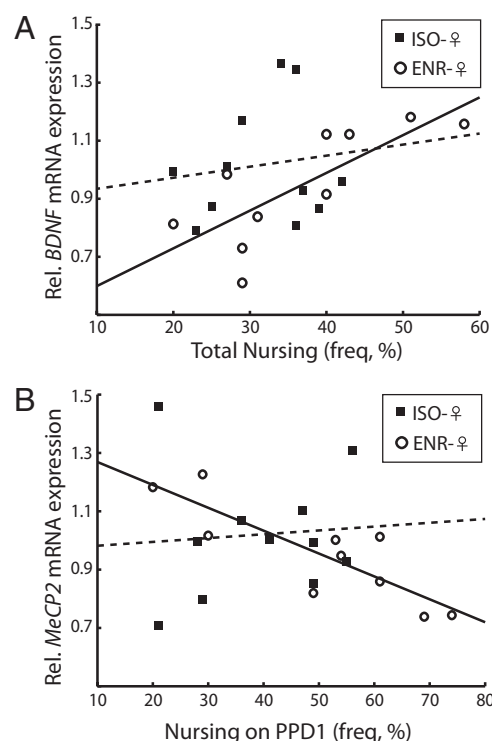 A
Rel. BDNF mRNA expression
1.5
1.3
1.1
0.9
0.7
ISO-♀
ENR-♀
10 20 30 40 50 60
Total Nursing (freq, %)
B
Rel. MeCP2 mRNA expression
1.5
1.3
1.1
0.9
0.7
ISO-♀
ENR-♀
10 20 30 40 50 60 70 80
Nursing on PPD1 (freq, %)